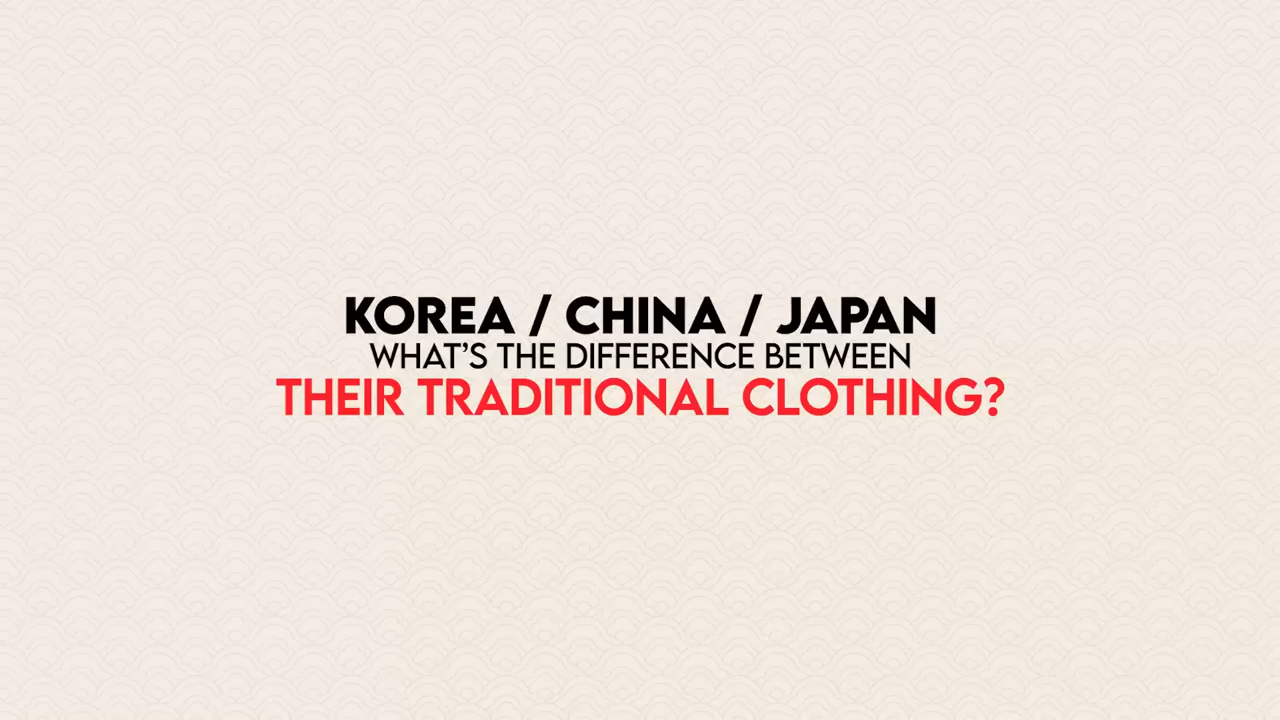 KOREA / CHINA / JAPAN
WHAT'S THE DIFFERENCE BETWEEN
THEIR TRADITIONAL CLOTHING?